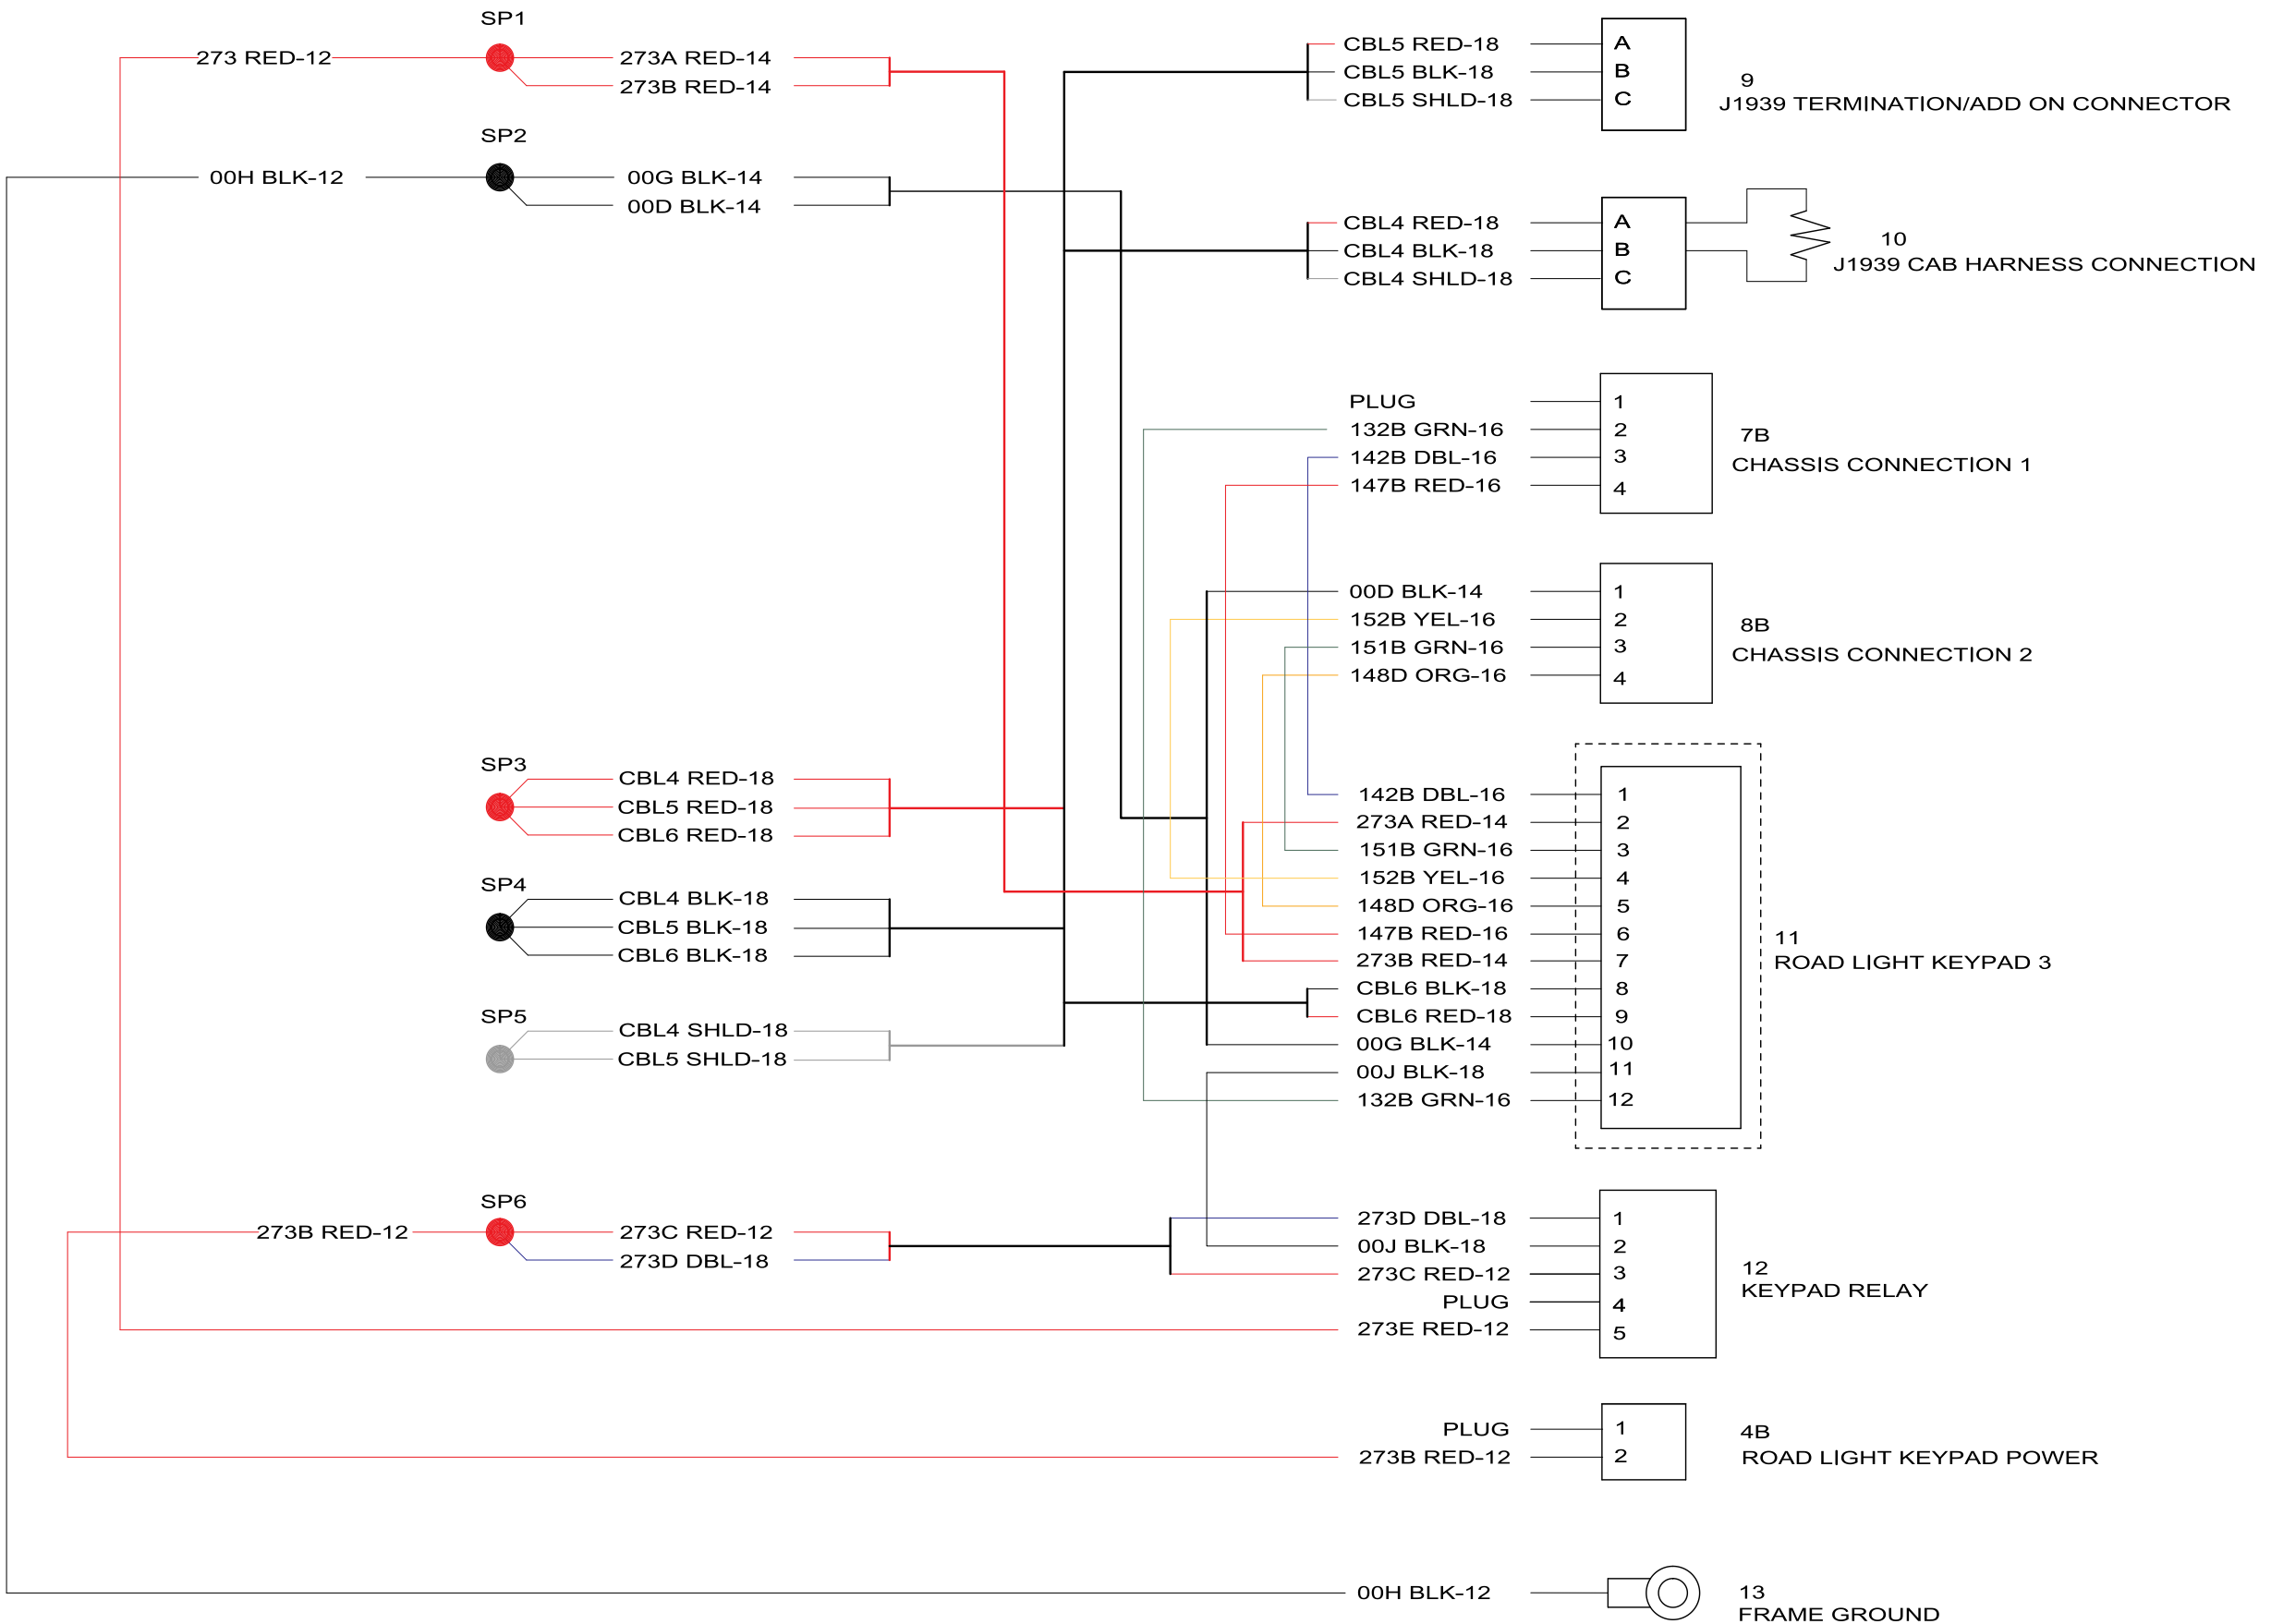 SP1
273 RED-12
273A RED-14
273B RED-14
SP2
00H BLK-12
00G BLK-14
00D BLK-14
SP3
CBL4 RED-18
CBL5 RED-18
CBL6 RED-18
SP4
CBL4 BLK-18
CBL5 BLK-18
CBL6 BLK-18
SP5
CBL4 SHLD-18
CBL5 SHLD-18
SP6
273B RED-12
273C RED-12
273D DBL-18
CBL5 RED-18 A
CBL5 BLK-18 B
CBL5 SHLD-18 C
9
J1939 TERMINATION/ADD ON CONNECTOR
CBL4 RED-18 A
CBL4 BLK-18 B
CBL4 SHLD-18 C
10
J1939 CAB HARNESS CONNECTION
PLUG 1
132B GRN-16 2
142B DBL-16 3
147B RED-16 4
7B
CHASSIS CONNECTION 1
00D BLK-14 1
152B YEL-16 2
151B GRN-16 3
148D ORG-16 4
8B
CHASSIS CONNECTION 2
142B DBL-16 1
273A RED-14 2
151B GRN-16 3
152B YEL-16 4
148D ORG-16 5
147B RED-16 6
273B RED-14 7
CBL6 BLK-18 8
CBL6 RED-18 9
00G BLK-14 10
00J BLK-18 11
132B GRN-16 12
11
ROAD LIGHT KEYPAD 3
273D DBL-18 1
00J BLK-18 2
273C RED-12 3
PLUG 4
273E RED-12 5
12
KEYPAD RELAY
PLUG 1
273B RED-12 2
4B
ROAD LIGHT KEYPAD POWER
00H BLK-12
13
FRAME GROUND